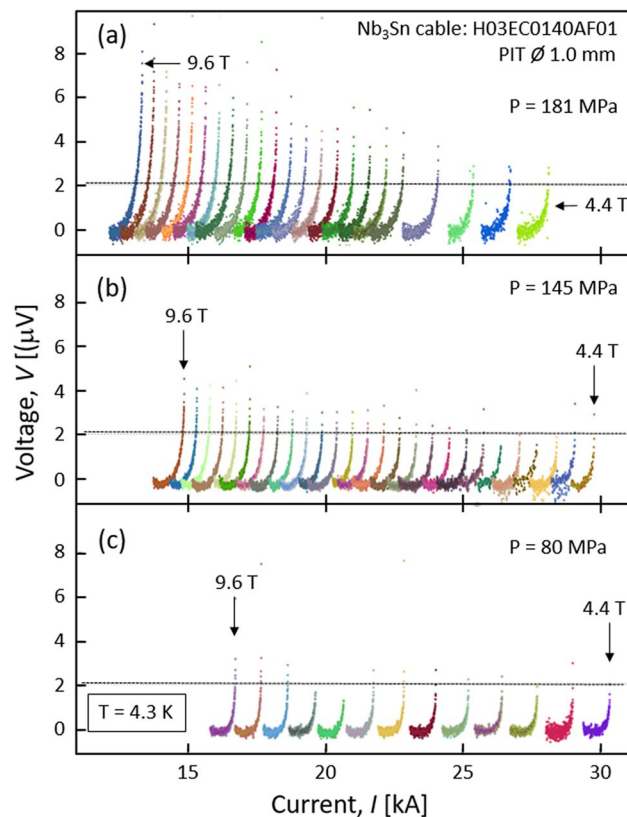 (a)
Nb₃Sn cable: H03EC0140AF01
PIT Ø 1.0 mm
9.6 T
P = 181 MPa
4.4 T
8
6
4
2
0
(b)
P = 145 MPa
9.6 T
4.4 T
8
6
4
2
0
(c)
P = 80 MPa
9.6 T
4.4 T
8
6
4
2
0
T = 4.3 K
15 20 25 30
Voltage, V [(µV)
Current, I [kA]